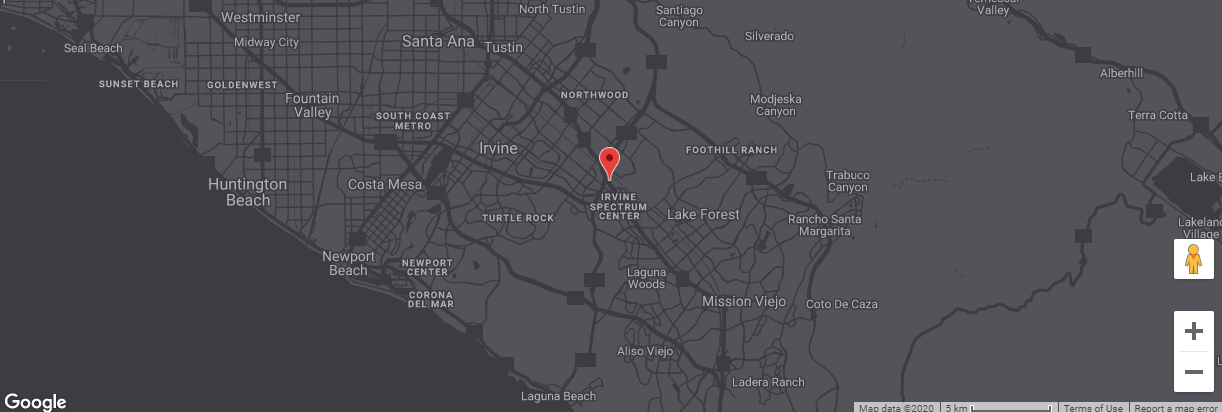 North Tustin
Santiago
Canyon
Temescal
Valley
Westminster
Silverado
Seal Beach
Midway City
Santa Ana
Tustin
Alberhill
SUNSET BEACH
GOLDENWEST
NORTHWOOD
Fountain
Valley
Modjeska
Canyon
SOUTH COAST
METRO
Terra Cotta
Irvine
FOOTHILL RANCH
Huntington
Beach
Costa Mesa
Trabuco
Canyon
Lake E
IRVINE
SPECTRUM
CENTER
TURTLE ROCK
Lake Forest
Rancho Santa
Margarita
Lakeland
Village
Newport
Beach
NEWPORT
CENTER
Laguna
Woods
CORONA
DEL MAR
Mission Viejo
Coto De Caza
Aliso Viejo
Ladera Ranch
Laguna Beach
Google
Map data ©2020
5 km
Terms of Use
Report a map error